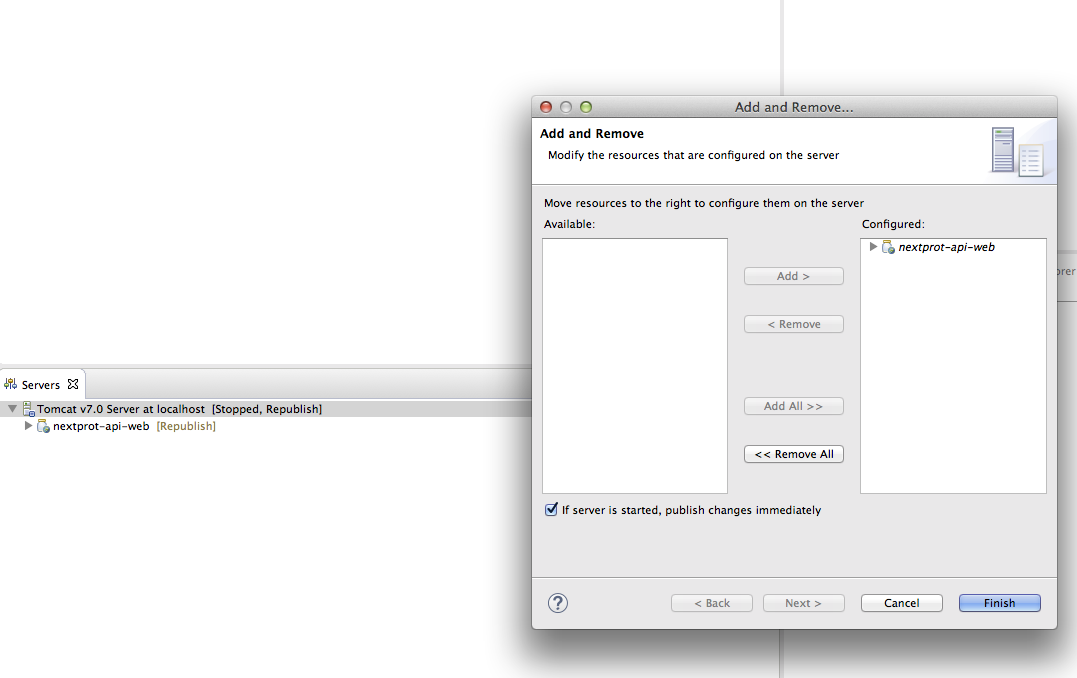 Add and Remove...
Add and Remove
Modify the resources that are configured on the server
Move resources to the right to configure them on the server
Available:
Configured:
nextprot-api-web
Add >
< Remove
Add All >>
<< Remove All
If server is started, publish changes immediately
? < Back Next > Cancel Finish
Servers
Tomcat v7.0 Server at localhost [Stopped, Republish]
nextprot-api-web [Republish]